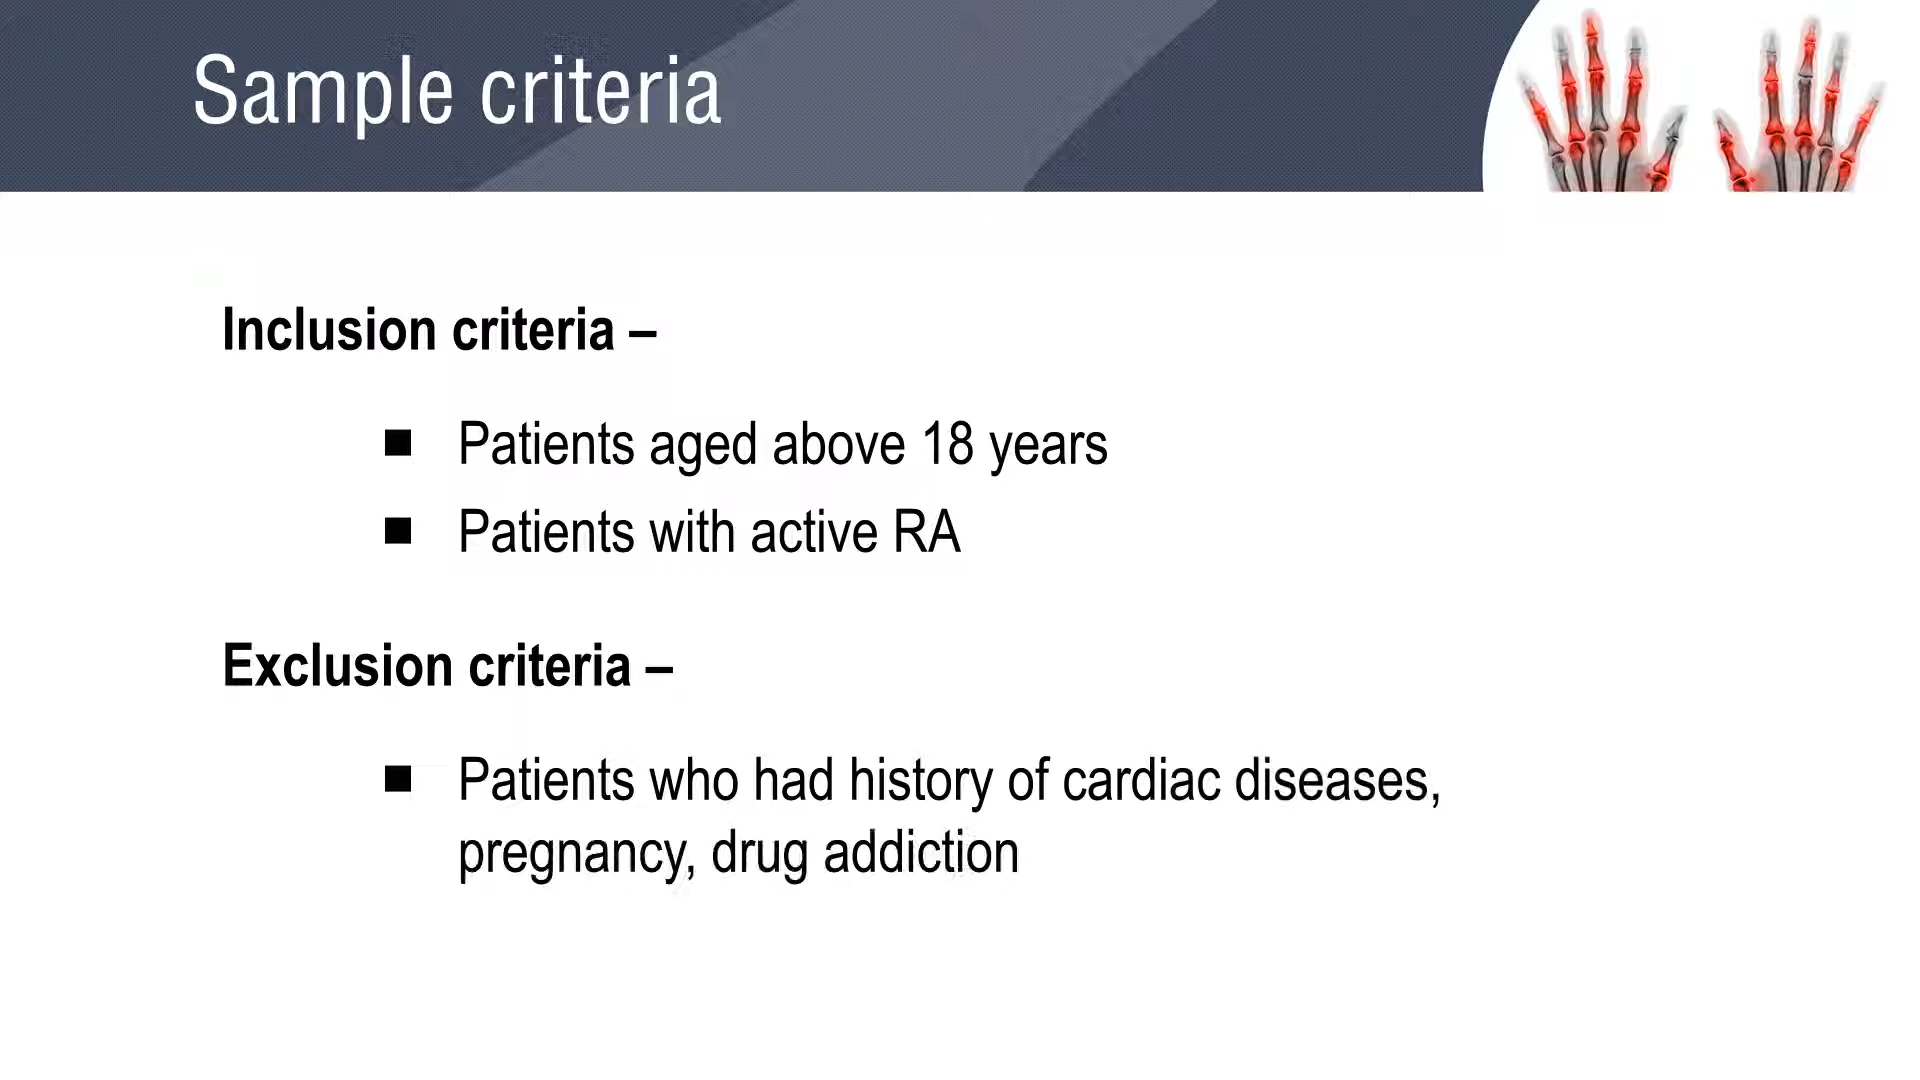 Sample criteria
Inclusion criteria –
■ Patients aged above 18 years
■ Patients with active RA
Exclusion criteria –
■ Patients who had history of cardiac diseases,
pregnancy, drug addiction